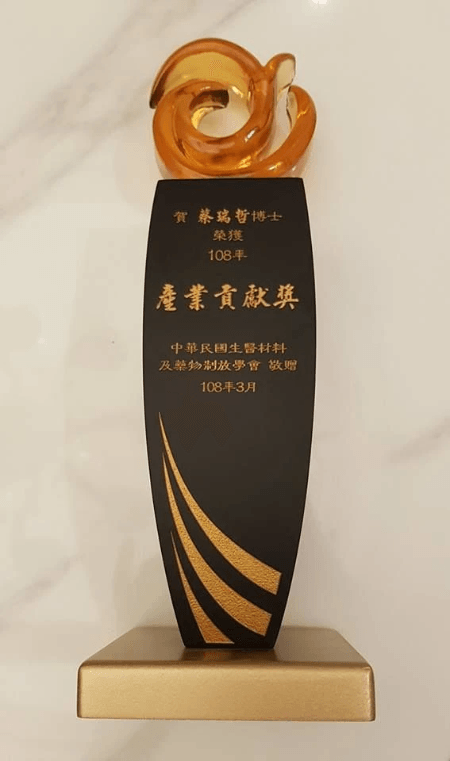 賀 蔡瑞哲博士
榮獲
108年
產業貢獻獎
中華民國生醫材料
及藥物制放學會 敬贈
108年3月